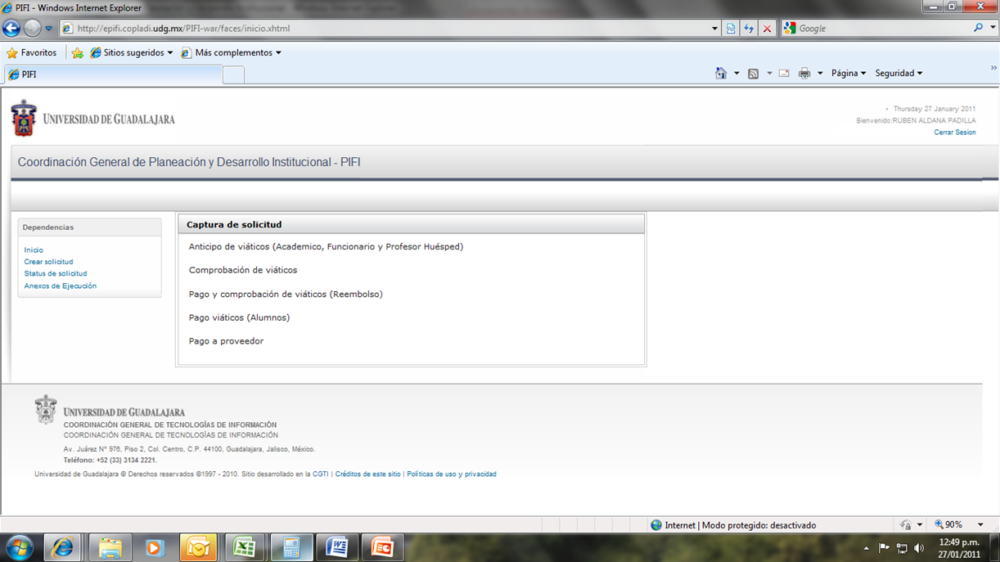 PIFI - Windows Internet Explorer
http://epifi.copladi.udg.mx/PIFI-war/faces/inicio.xhtml
Google
Favoritos
Sitios sugeridos
Más complementos
PIFI
Página
Seguridad
UNIVERSIDAD DE GUADALAJARA
Thursday 27 January 2011
Bienvenido:RUBEN ALDANA PADILLA
Cerrar Sesion
Coordinación General de Planeación y Desarrollo Institucional - PIFI
Dependencias
Inicio
Crear solicitud
Status de solicitud
Anexos de Ejecución
Captura de solicitud
Anticipo de viáticos (Academico, Funcionario y Profesor Huésped)
Comprobación de viáticos
Pago y comprobación de viáticos (Reembolso)
Pago viáticos (Alumnos)
Pago a proveedor
UNIVERSIDAD DE GUADALAJARA
COORDINACIÓN GENERAL DE TECNOLOGÍAS DE INFORMACIÓN
COORDINACIÓN GENERAL DE TECNOLOGÍAS DE INFORMACIÓN
Av. Juárez N° 976, Piso 2, Col. Centro, C.P. 44100, Guadalajara, Jalisco, México.
Teléfono: +52 (33) 3134 2221.
Universidad de Guadalajara © Derechos reservados ©1997 - 2010. Sitio desarrollado en la CGTI | Créditos de este sitio | Políticas de uso y privacidad
Internet | Modo protegido: desactivado
90%
12:49 p.m.
27/01/2011